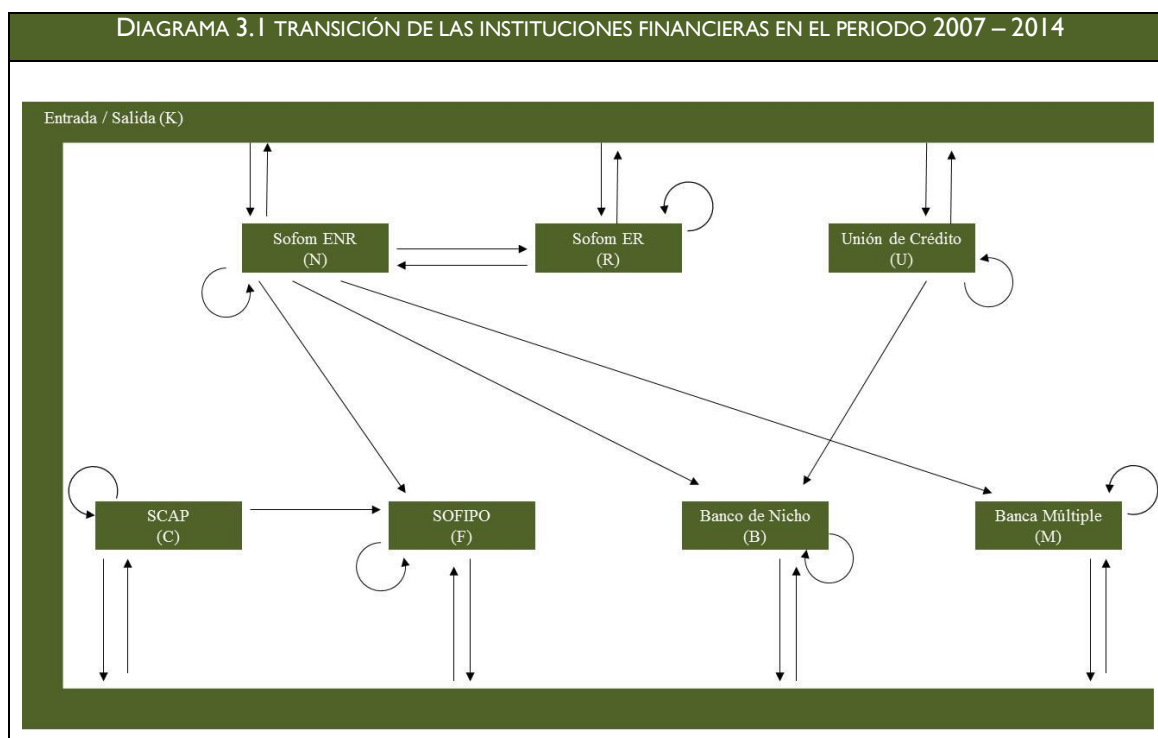 DIAGRAMA 3.1 TRANSICIÓN DE LAS INSTITUCIONES FINANCIERAS EN EL PERIODO 2007 – 2014
Entrada / Salida (K)
Sofom ENR
(N)
Sofom ER
(R)
Unión de Crédito
(U)
SCAP
(C)
SOFIPO
(F)
Banco de Nicho
(B)
Banca Múltiple
(M)